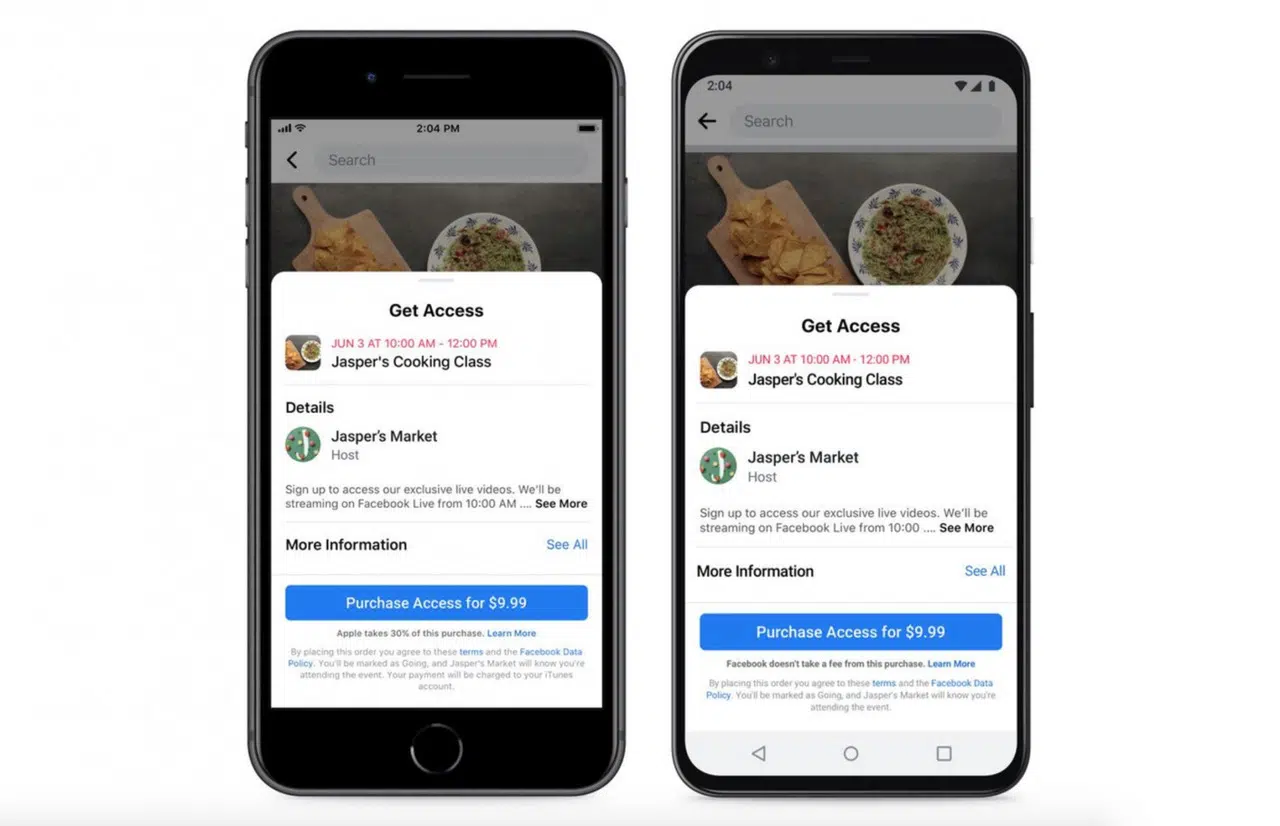 2:04 PM
Search
Get Access
JUN 3 AT 10:00 AM - 12:00 PM
Jasper's Cooking Class
Details
Jasper's Market
Host
Sign up to access our exclusive live videos. We'll be
streaming on Facebook Live from 10:00 AM .... See More
More Information
See All
Purchase Access for $9.99
Apple takes 30% of this purchase. Learn More
By placing this order you agree to these terms and the Facebook Data
Policy. You'll be marked as Going, and Jasper's Market will know you're
attending the event. Your payment will be charged to your iTunes
account.
2:04
Search
Get Access
JUN 3 AT 10:00 AM - 12:00 PM
Jasper's Cooking Class
Details
Jasper's Market
Host
Sign up to access our exclusive live videos. We'll be
streaming on Facebook Live from 10:00 .... See More
More Information
See All
Purchase Access for $9.99
Facebook doesn't take a fee from this purchase. Learn More
By placing this order you agree to these terms and the Facebook Data
Policy. You'll be marked as Going, and Jasper's Market will know you're
attending the event.